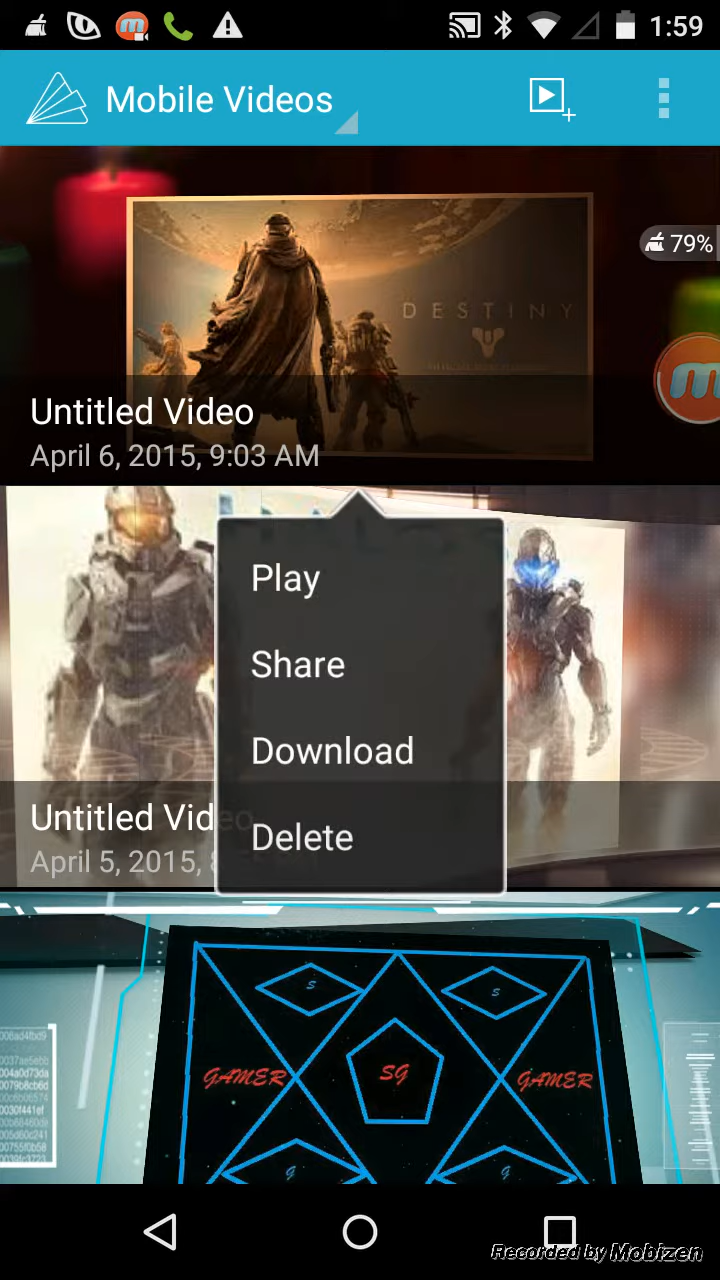 1:59
Mobile Videos
79%
DESTINY
Untitled Video
April 6, 2015, 9:03 AM
Play
Share
Download
Delete
Untitled Video
April 5, 2015,
S
S
GAMER
SG
GAMER
G
G
Recorded by Mobizen